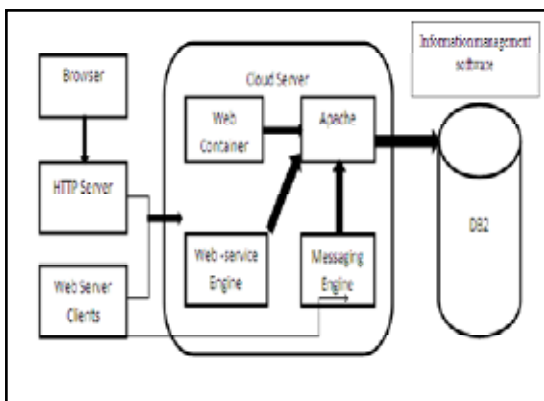 Information management
software
Browser
Cloud Server
Web
Container
Apache
HTTP Server
DB2
Web -service
Engine
Messaging
Engine
Web Server
Clients